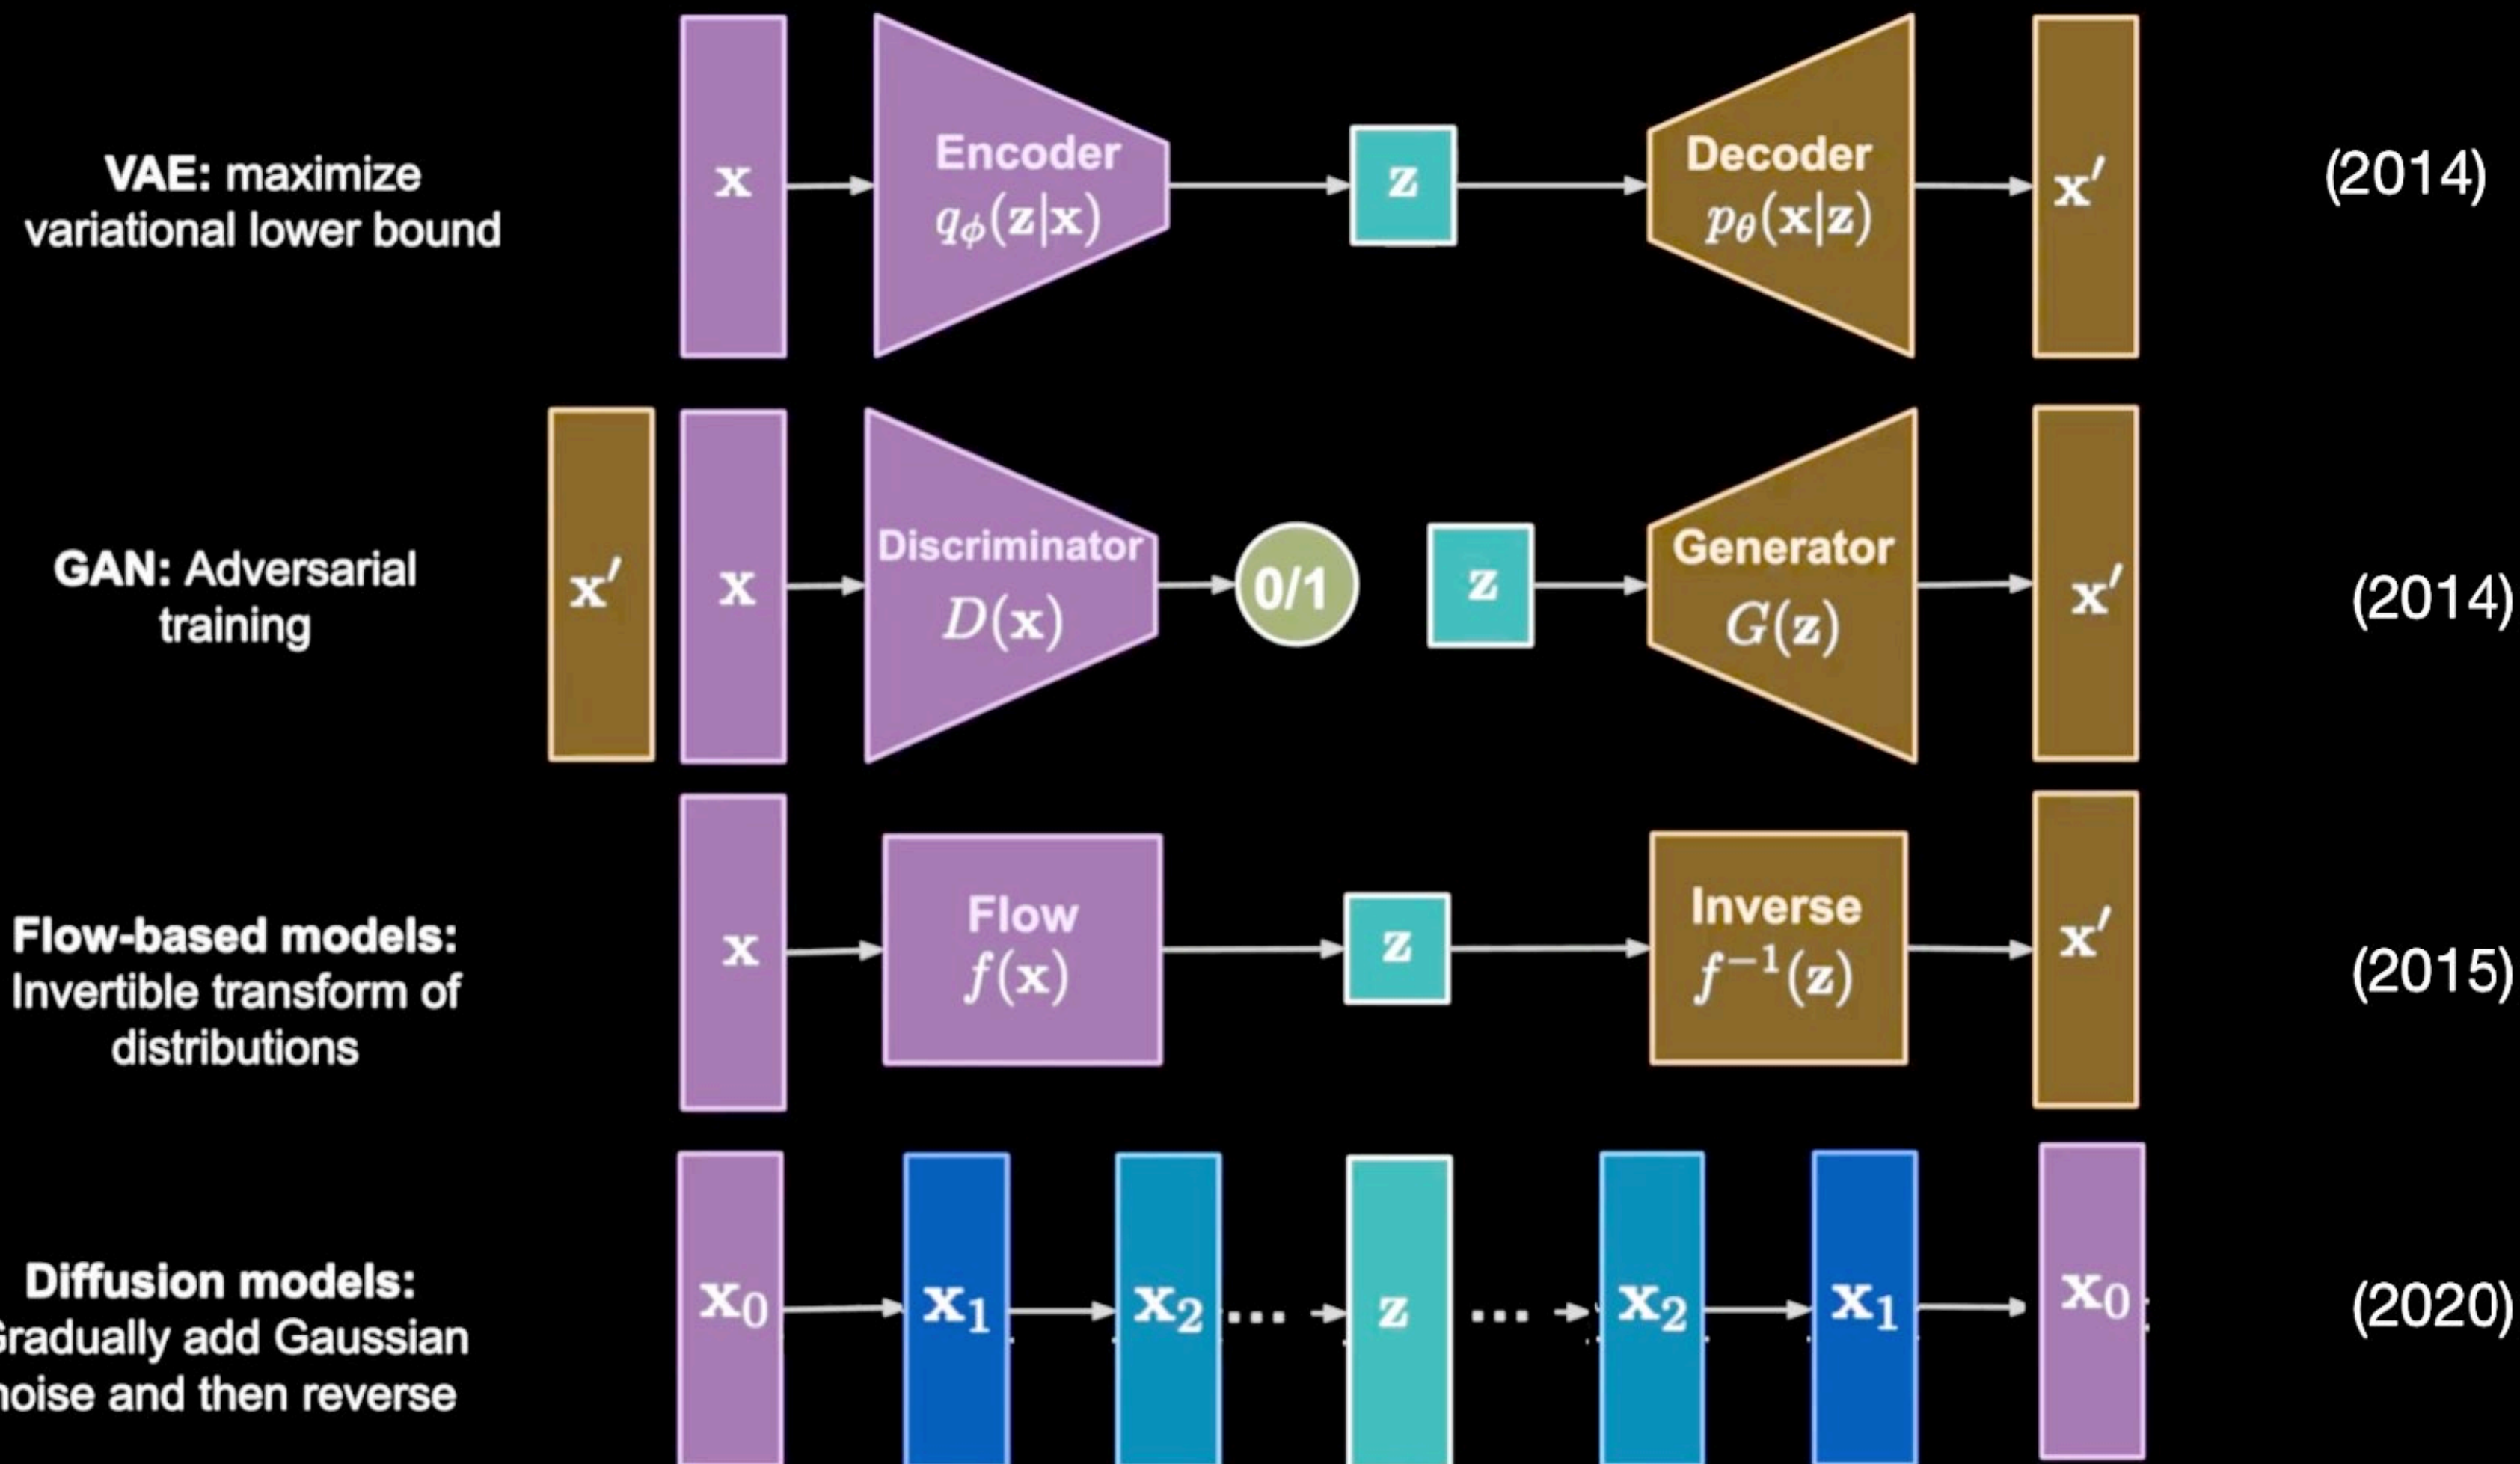 VAE: maximize
variational lower bound
x
Encoder
qϕ(z|x)
z
Decoder
pθ(x|z)
x′
(2014)
GAN: Adversarial
training
x′
x
Discriminator
D(x)
0/1
z
Generator
G(z)
x′
(2014)
Flow-based models:
Invertible transform of
distributions
x
Flow
f(x)
z
Inverse
f⁻¹(z)
x′
(2015)
Diffusion models:
Gradually add Gaussian
noise and then reverse
x₀
x₁
x₂
...
z
...
x₂
x₁
x₀
(2020)